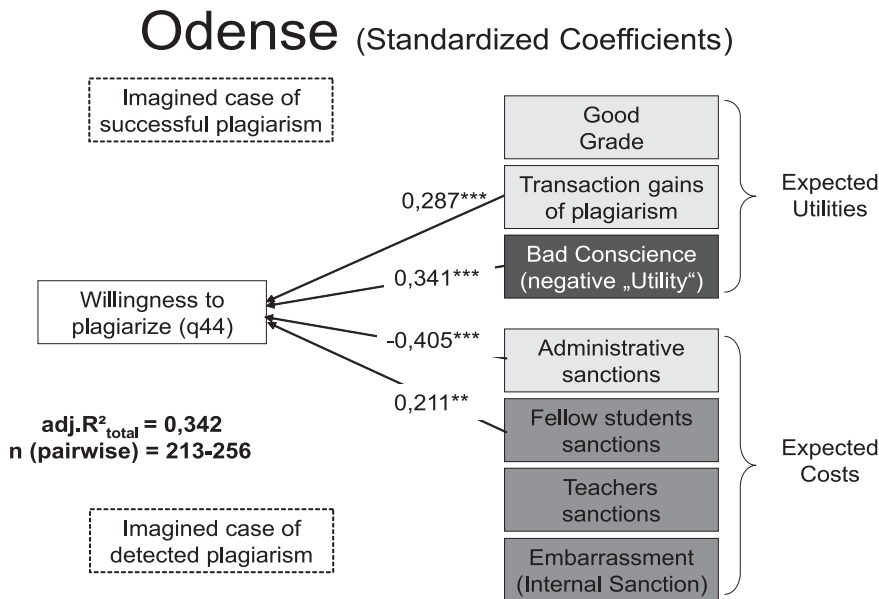 Odense (Standardized Coefficients)
Imagined case of
successful plagiarism
Good
Grade
Transaction gains
of plagiarism
Bad Conscience
(negative „Utility“)
Expected
Utilities
0,287***
0,341***
Willingness to
plagiarize (q44)
-0,405***
0,211**
Administrative
sanctions
Fellow students
sanctions
Teachers
sanctions
Embarrassment
(Internal Sanction)
Expected
Costs
adj.R²total = 0,342
n (pairwise) = 213-256
Imagined case of
detected plagiarism